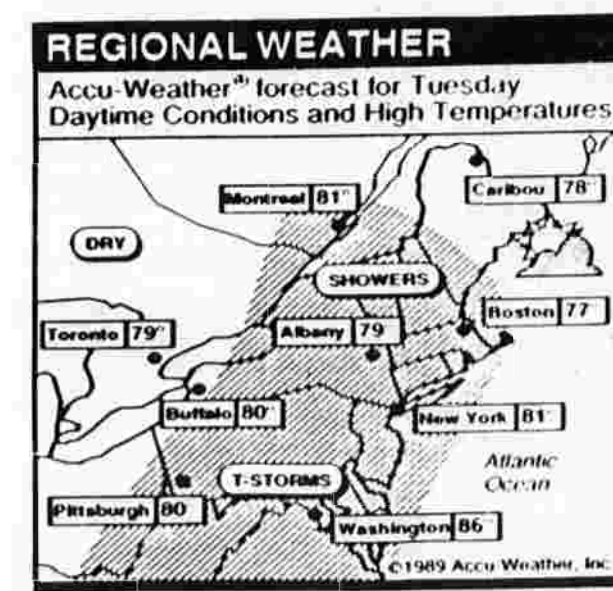 REGIONAL WEATHER
Accu-Weather® forecast for Tuesday
Daytime Conditions and High Temperatures
Montreal 81°
Caribou 78°
DRY
SHOWERS
Toronto 79°
Albany 79
Boston 77
Buffalo 80°
New York 81°
Atlantic
Ocean
T-STORMS
Pittsburgh 80
Washington 86
©1989 Accu Weather, Inc